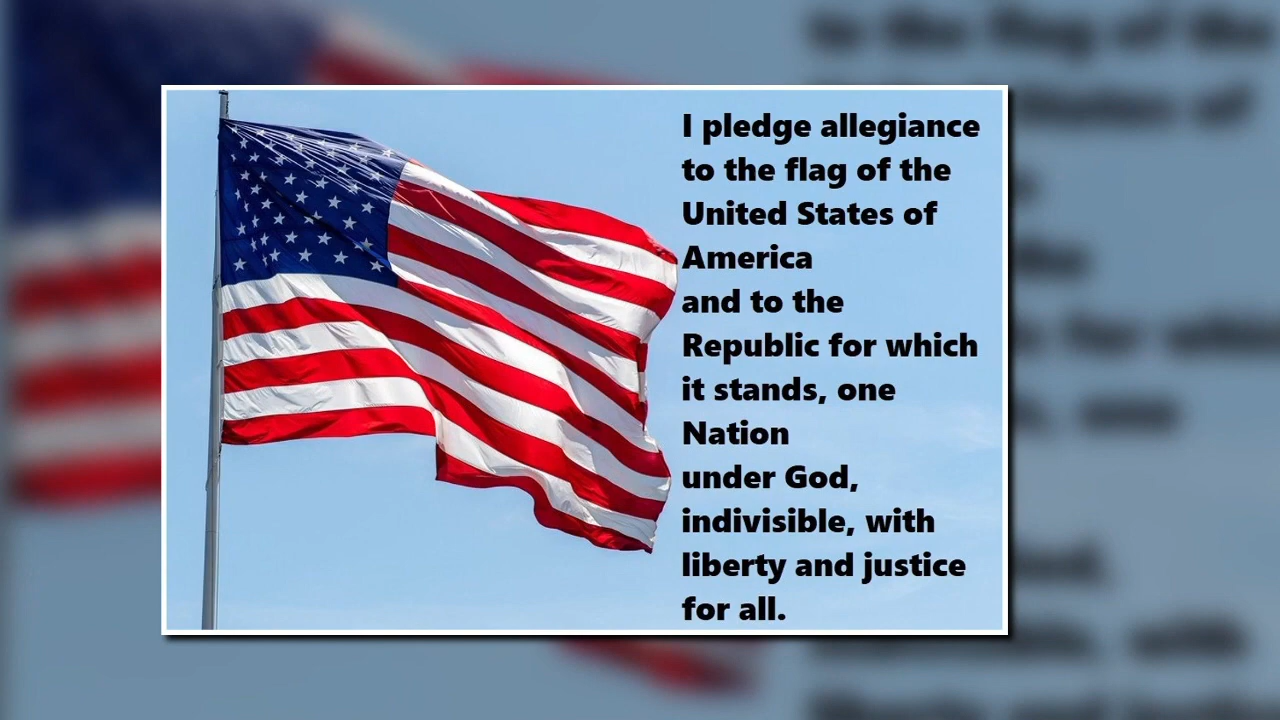 I pledge allegiance
to the flag of the
United States of
America
and to the
Republic for which
it stands, one
Nation
under God,
indivisible, with
liberty and justice
for all.